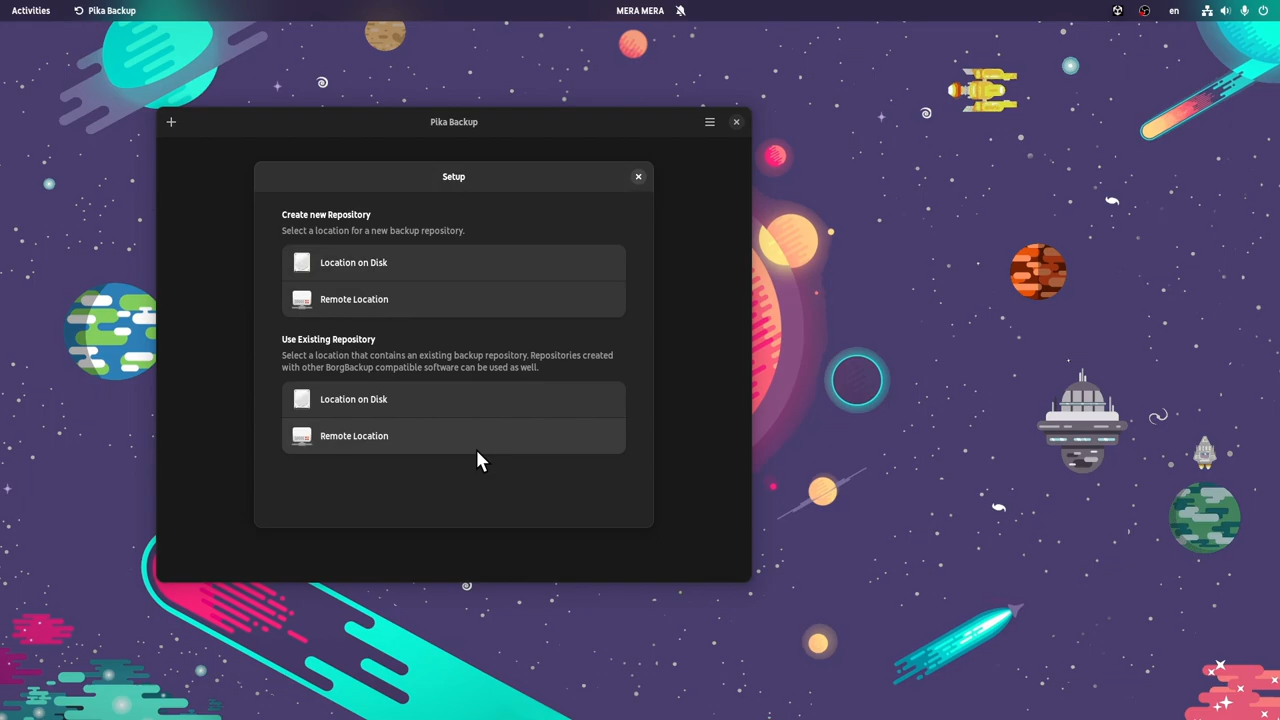 Activities
Pika Backup
MERA MERA
en
Pika Backup
Setup
Create new Repository
Select a location for a new backup repository.
Location on Disk
Remote Location
Use Existing Repository
Select a location that contains an existing backup repository. Repositories created
with other BorgBackup compatible software can be used as well.
Location on Disk
Remote Location